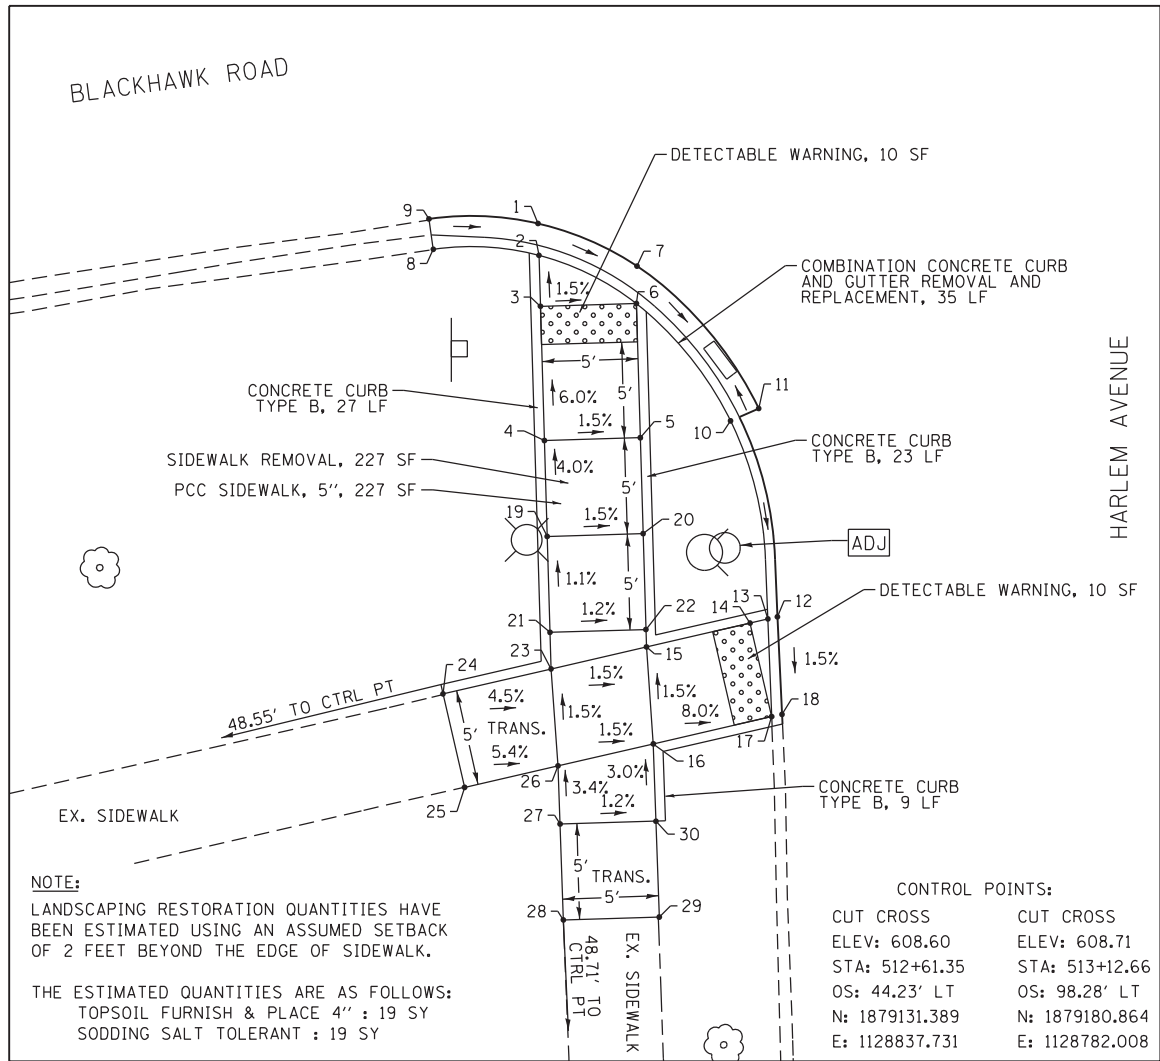 BLACKHAWK ROAD
DETECTABLE WARNING, 10 SF
9
1
2
7
8
COMBINATION CONCRETE CURB
AND GUTTER REMOVAL AND
REPLACEMENT, 35 LF
1.5%
3
6
HARLEM AVENUE
5'
CONCRETE CURB
TYPE B, 27 LF
6.0%
5'
11
1.5%
4
5
10
CONCRETE CURB
TYPE B, 23 LF
SIDEWALK REMOVAL, 227 SF
4.0%
PCC SIDEWALK, 5'', 227 SF
5'
19
1.5%
20
ADJ
1.1%
5'
DETECTABLE WARNING, 10 SF
1.2%
21
22
14
13
12
23
15
24
1.5%
1.5%
48.55' TO CTRL PT
4.5%
1.5%
5'
TRANS.
1.5%
8.0%
18
5.4%
1.5%
17
16
26
3.4%
3.0%
25
1.2%
CONCRETE CURB
TYPE B, 9 LF
EX. SIDEWALK
27
30
5'
TRANS.
5'
28
29
48.71' TO
CTRL PT
EX. SIDEWALK
NOTE:
LANDSCAPING RESTORATION QUANTITIES HAVE
BEEN ESTIMATED USING AN ASSUMED SETBACK
OF 2 FEET BEYOND THE EDGE OF SIDEWALK.
THE ESTIMATED QUANTITIES ARE AS FOLLOWS:
TOPSOIL FURNISH & PLACE 4'' : 19 SY
SODDING SALT TOLERANT : 19 SY
CONTROL POINTS:
CUT CROSS
ELEV: 608.60
STA: 512+61.35
OS: 44.23' LT
N: 1879131.389
E: 1128837.731
CUT CROSS
ELEV: 608.71
STA: 513+12.66
OS: 98.28' LT
N: 1879180.864
E: 1128782.008